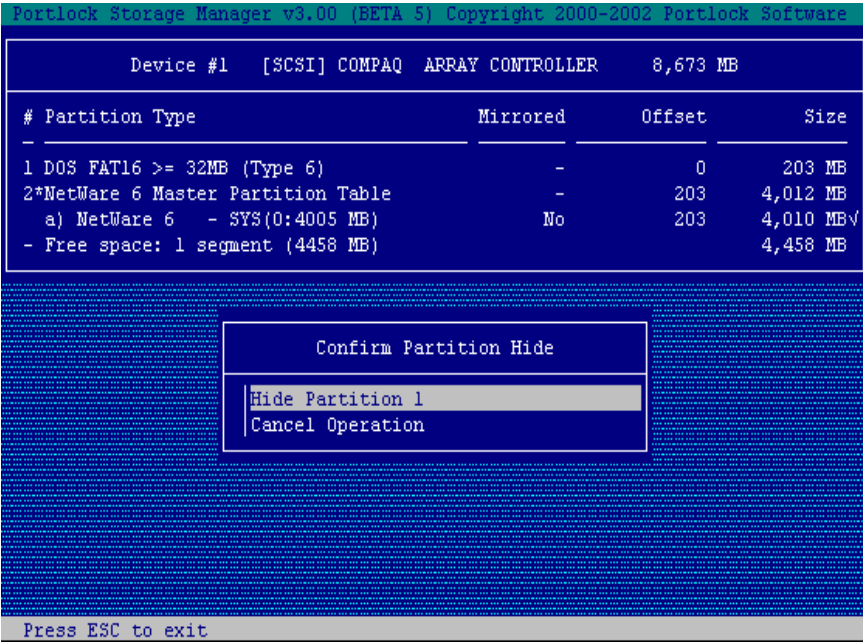 Portlock Storage Manager v3.00 (BETA 5) Copyright 2000-2002 Portlock Software
Device #1 [SCSI] COMPAQ ARRAY CONTROLLER 8,673 MB
# Partition Type Mirrored Offset Size
1 DOS FAT16 >= 32MB (Type 6) - 0 203 MB
2*NetWare 6 Master Partition Table - 203 4,012 MB
a) NetWare 6 - SYS(0:4005 MB) No 203 4,010 MB√
- Free space: 1 segment (4458 MB) 4,458 MB
Confirm Partition Hide
Hide Partition 1
Cancel Operation
Press ESC to exit